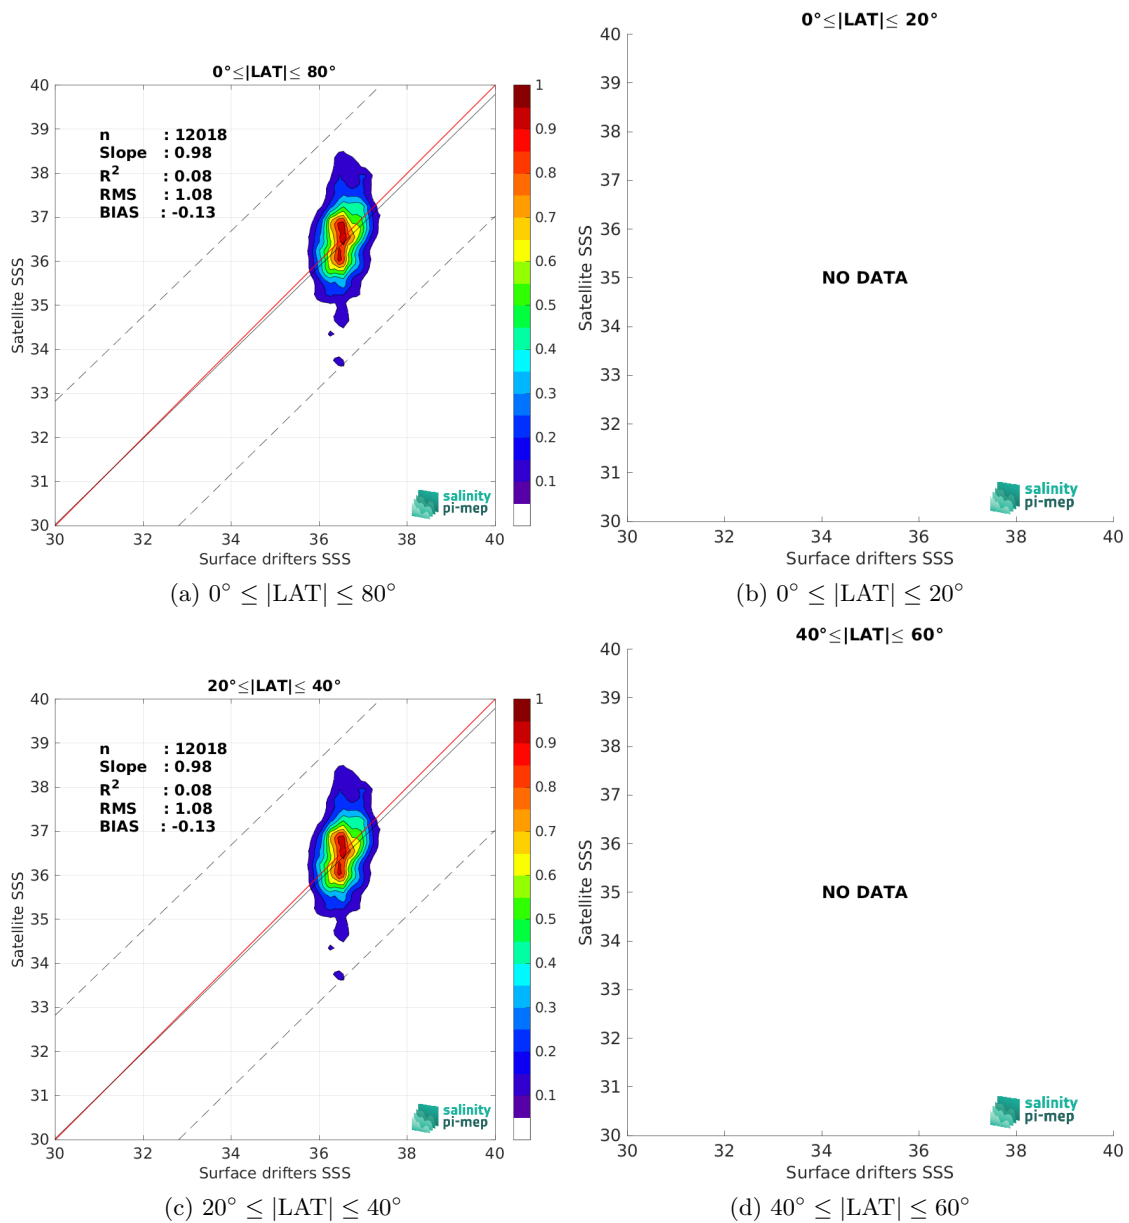 0°≤|LAT|≤ 80°
40
39
38
37
36
35
34
33
32
31
30
Satellite SSS
n : 12018
Slope : 0.98
R² : 0.08
RMS : 1.08
BIAS : -0.13
salinity
pi-mep
30 32 34 36 38 40
Surface drifters SSS
1
0.9
0.8
0.7
0.6
0.5
0.4
0.3
0.2
0.1
(a) 0° ≤ |LAT| ≤ 80°
0°≤|LAT|≤ 20°
40
39
38
37
36
35
34
33
32
31
30
Satellite SSS
NO DATA
salinity
pi-mep
30 32 34 36 38 40
Surface drifters SSS
(b) 0° ≤ |LAT| ≤ 20°
20°≤|LAT|≤ 40°
40
39
38
37
36
35
34
33
32
31
30
Satellite SSS
n : 12018
Slope : 0.98
R² : 0.08
RMS : 1.08
BIAS : -0.13
salinity
pi-mep
30 32 34 36 38 40
Surface drifters SSS
1
0.9
0.8
0.7
0.6
0.5
0.4
0.3
0.2
0.1
(c) 20° ≤ |LAT| ≤ 40°
40°≤|LAT|≤ 60°
40
39
38
37
36
35
34
33
32
31
30
Satellite SSS
NO DATA
salinity
pi-mep
30 32 34 36 38 40
Surface drifters SSS
(d) 40° ≤ |LAT| ≤ 60°